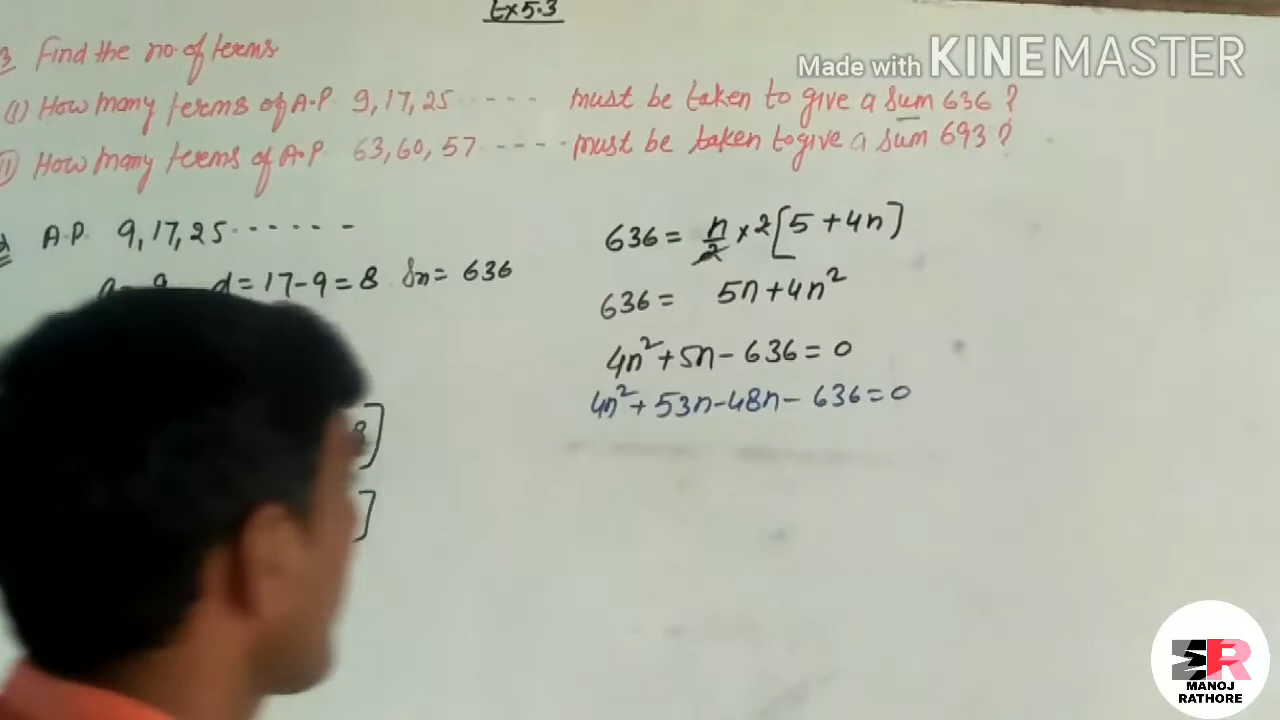 Ex 5.3
Made with KINEMASTER
3 Find the no. of terms
(i) How many terms of A.P. 9, 17, 25 ---- must be taken to give a sum 636 ?
(ii) How many terms of A.P 63, 60, 57 ----- must be taken to give a sum 693 ?
A.P. 9, 17, 25 ------
d = 17 - 9 = 8 Sn = 636
8]
]
636 = n/2 × 2[5 + 4n]
636 = 5n + 4n²
4n² + 5n - 636 = 0
4n² + 53n - 48n - 636 = 0
SR
MANOJ
RATHORE